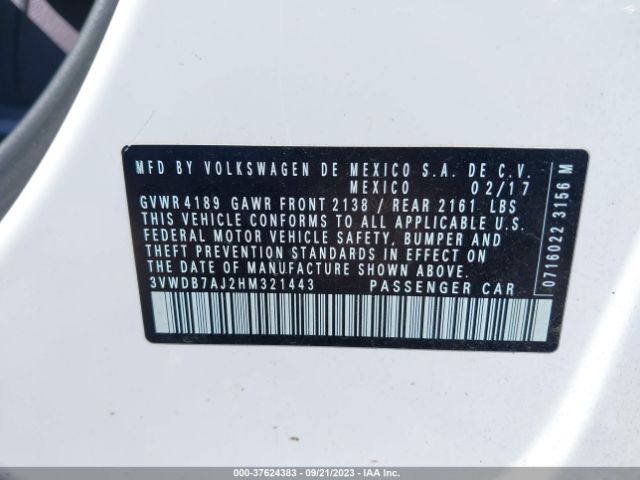 MFD BY VOLKSWAGEN DE MEXICO S.A. DE C.V.
MEXICO 02/17
GVWR 4189 GAWR FRONT 2138 / REAR 2161 LBS
THIS VEHICLE CONFORMS TO ALL APPLICABLE U.S.
FEDERAL MOTOR VEHICLE SAFETY, BUMPER AND
THEFT PREVENTION STANDARDS IN EFFECT ON
THE DATE OF MANUFACTURE SHOWN ABOVE.
3VWDB7AJ2HM321443 PASSENGER CAR
0716022 3156 M
000-37624383 - 09/21/2023 - IAA Inc.